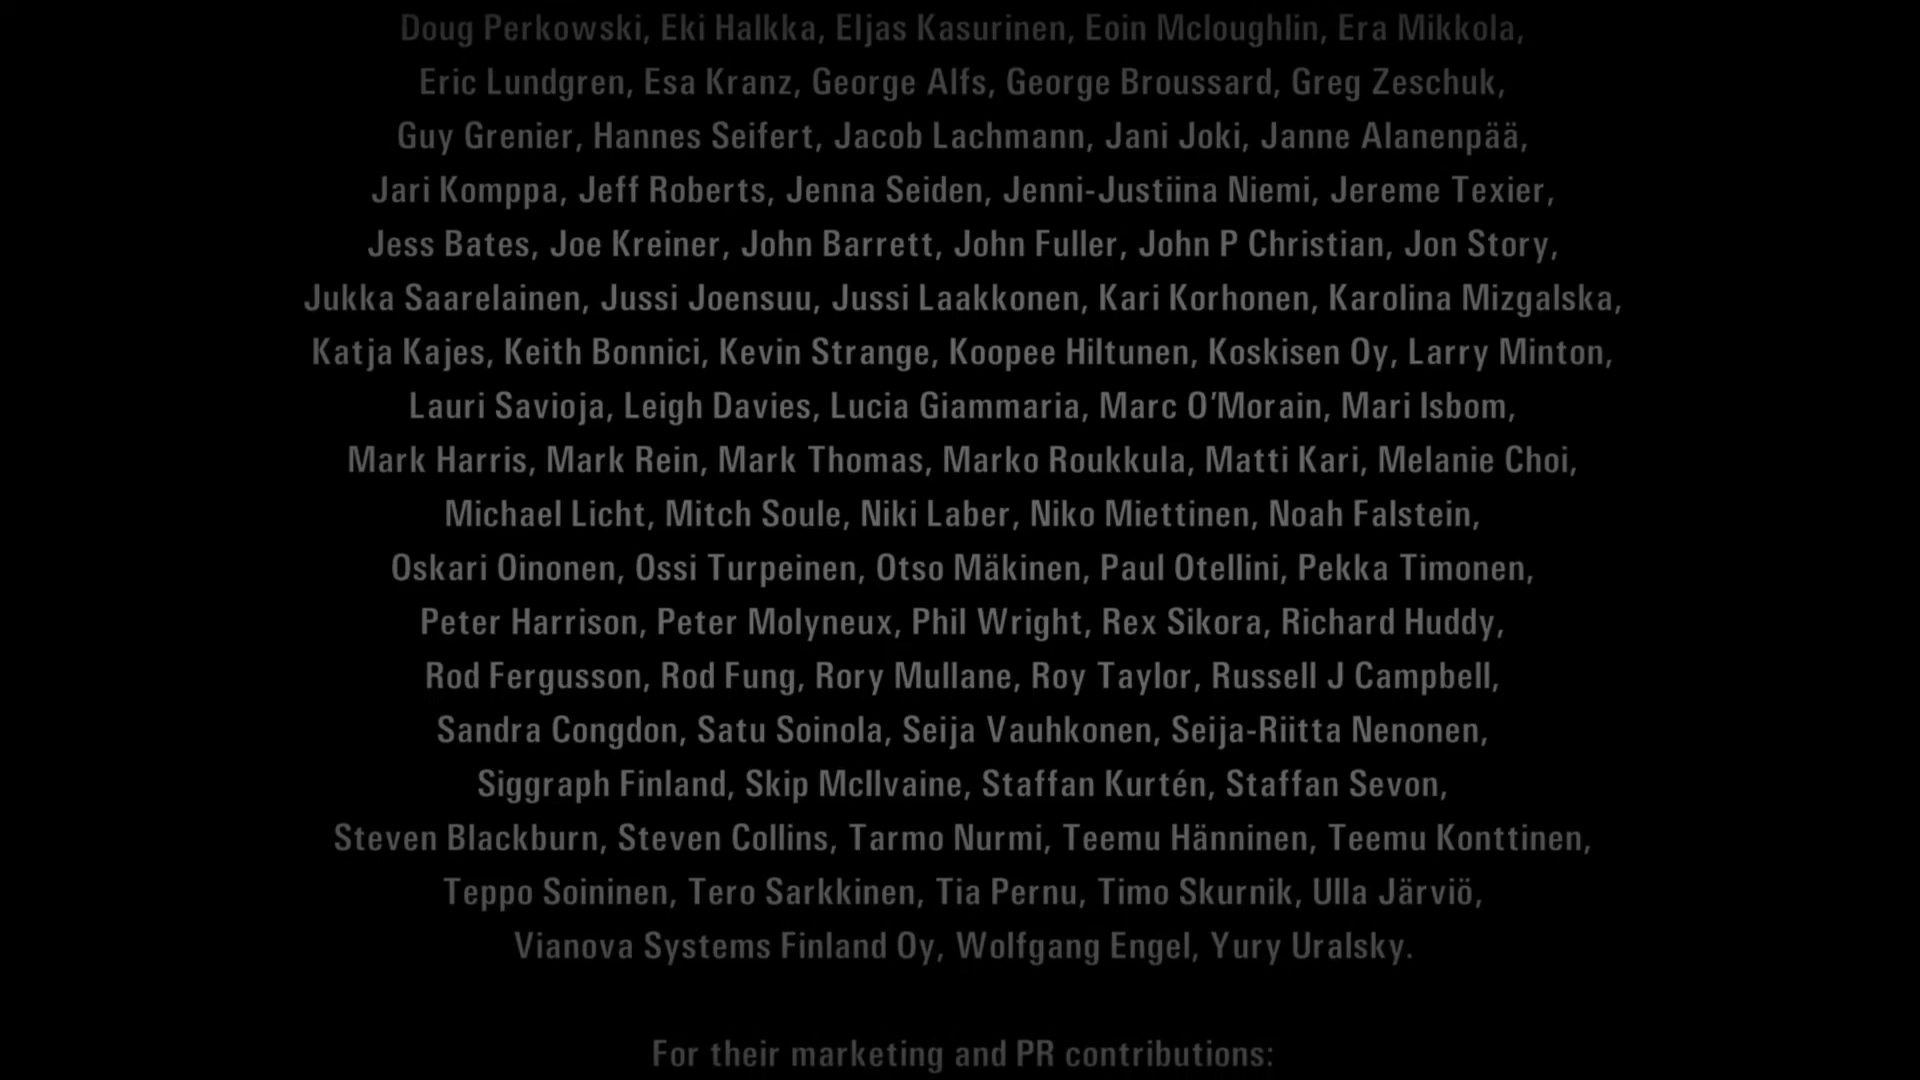 Doug Perkowski, Eki Halkka, Eljas Kasurinen, Eoin Mcloughlin, Era Mikkola,
Eric Lundgren, Esa Kranz, George Alfs, George Broussard, Greg Zeschuk,
Guy Grenier, Hannes Seifert, Jacob Lachmann, Jani Joki, Janne Alanenpää,
Jari Komppa, Jeff Roberts, Jenna Seiden, Jenni-Justiina Niemi, Jereme Texier,
Jess Bates, Joe Kreiner, John Barrett, John Fuller, John P Christian, Jon Story,
Jukka Saarelainen, Jussi Joensuu, Jussi Laakkonen, Kari Korhonen, Karolina Mizgalska,
Katja Kajes, Keith Bonnici, Kevin Strange, Koopee Hiltunen, Koskisen Oy, Larry Minton,
Lauri Savioja, Leigh Davies, Lucia Giammaria, Marc O’Morain, Mari Isbom,
Mark Harris, Mark Rein, Mark Thomas, Marko Roukkula, Matti Kari, Melanie Choi,
Michael Licht, Mitch Soule, Niki Laber, Niko Miettinen, Noah Falstein,
Oskari Oinonen, Ossi Turpeinen, Otso Mäkinen, Paul Otellini, Pekka Timonen,
Peter Harrison, Peter Molyneux, Phil Wright, Rex Sikora, Richard Huddy,
Rod Fergusson, Rod Fung, Rory Mullane, Roy Taylor, Russell J Campbell,
Sandra Congdon, Satu Soinola, Seija Vauhkonen, Seija-Riitta Nenonen,
Siggraph Finland, Skip McIlvaine, Staffan Kurtén, Staffan Sevon,
Steven Blackburn, Steven Collins, Tarmo Nurmi, Teemu Hänninen, Teemu Konttinen,
Teppo Soininen, Tero Sarkkinen, Tia Pernu, Timo Skurnik, Ulla Järviö,
Vianova Systems Finland Oy, Wolfgang Engel, Yury Uralsky.
For their marketing and PR contributions: